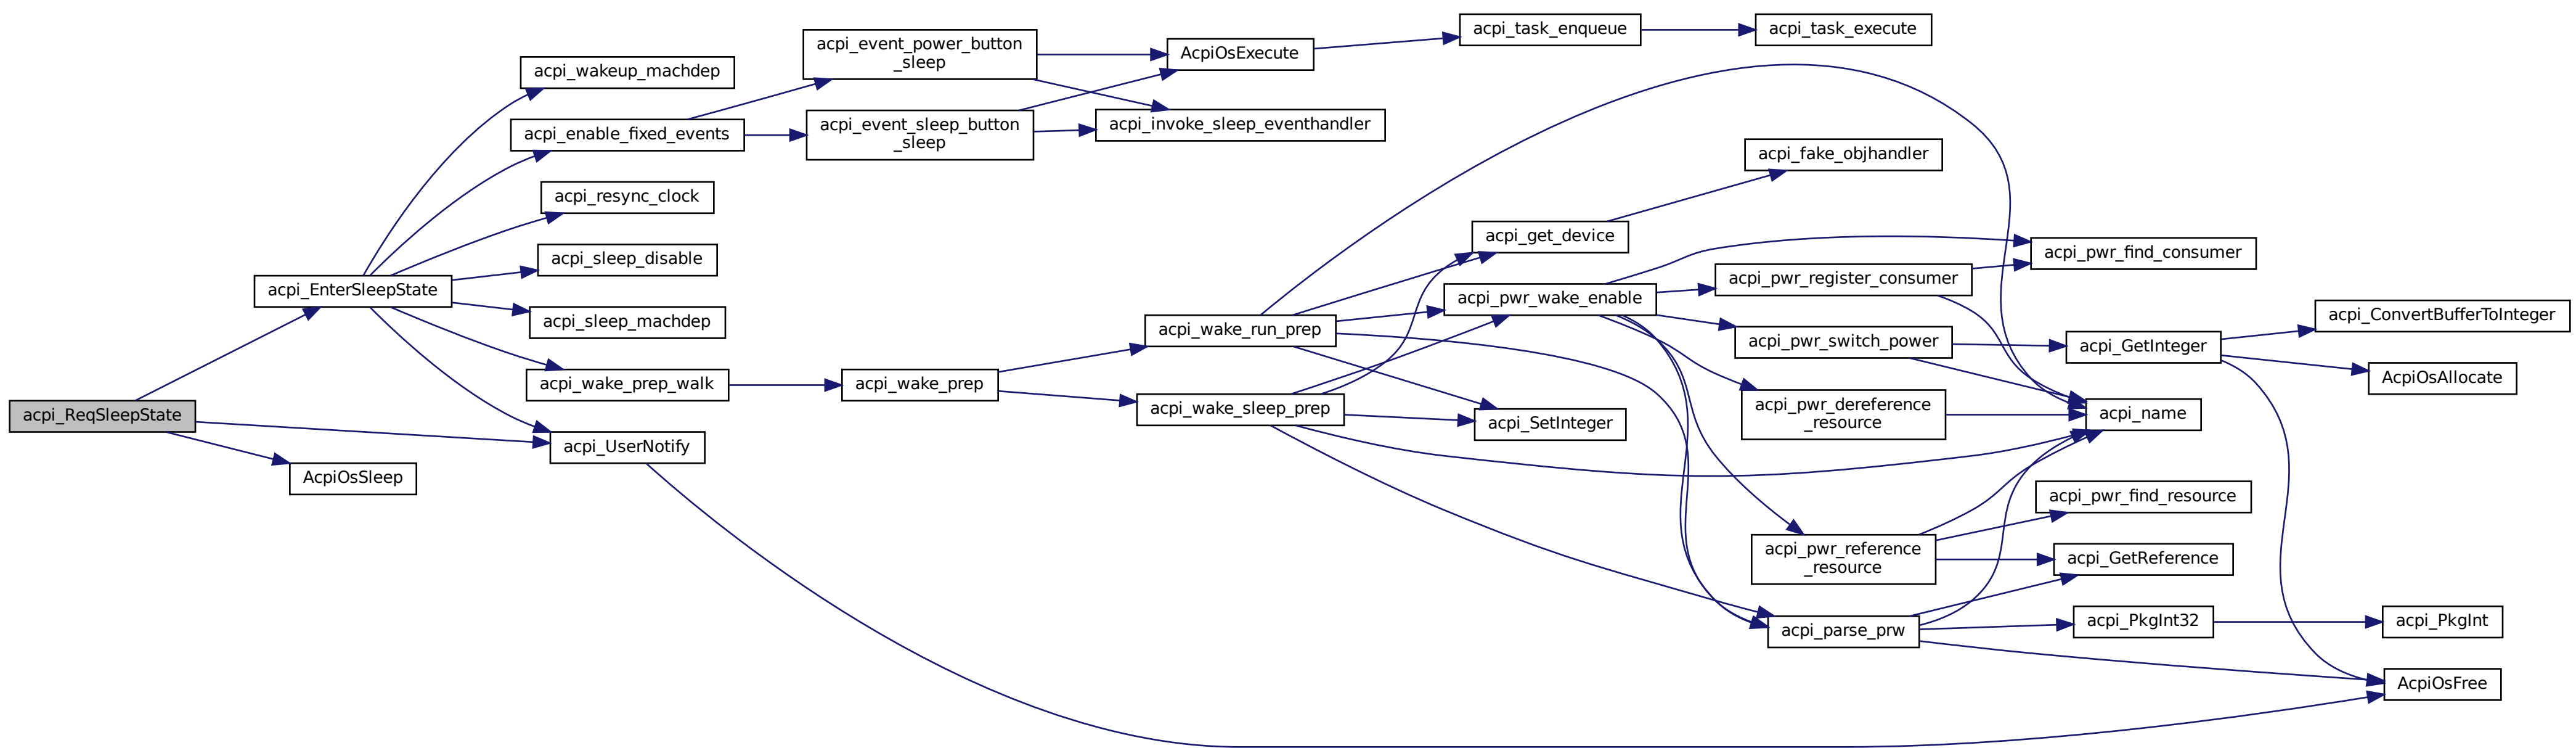 acpi_ReqSleepState
acpi_EnterSleepState
AcpiOsSleep
acpi_wakeup_machdep
acpi_enable_fixed_events
acpi_resync_clock
acpi_sleep_disable
acpi_sleep_machdep
acpi_wake_prep_walk
acpi_UserNotify
acpi_event_power_button
_sleep
acpi_event_sleep_button
_sleep
acpi_wake_prep
AcpiOsExecute
acpi_invoke_sleep_eventhandler
acpi_wake_run_prep
acpi_wake_sleep_prep
acpi_task_enqueue
acpi_get_device
acpi_pwr_wake_enable
acpi_SetInteger
acpi_task_execute
acpi_fake_objhandler
acpi_pwr_register_consumer
acpi_pwr_switch_power
acpi_pwr_dereference
_resource
acpi_pwr_reference
_resource
acpi_parse_prw
acpi_pwr_find_consumer
acpi_GetInteger
acpi_name
acpi_pwr_find_resource
acpi_GetReference
acpi_PkgInt32
acpi_ConvertBufferToInteger
AcpiOsAllocate
acpi_PkgInt
AcpiOsFree